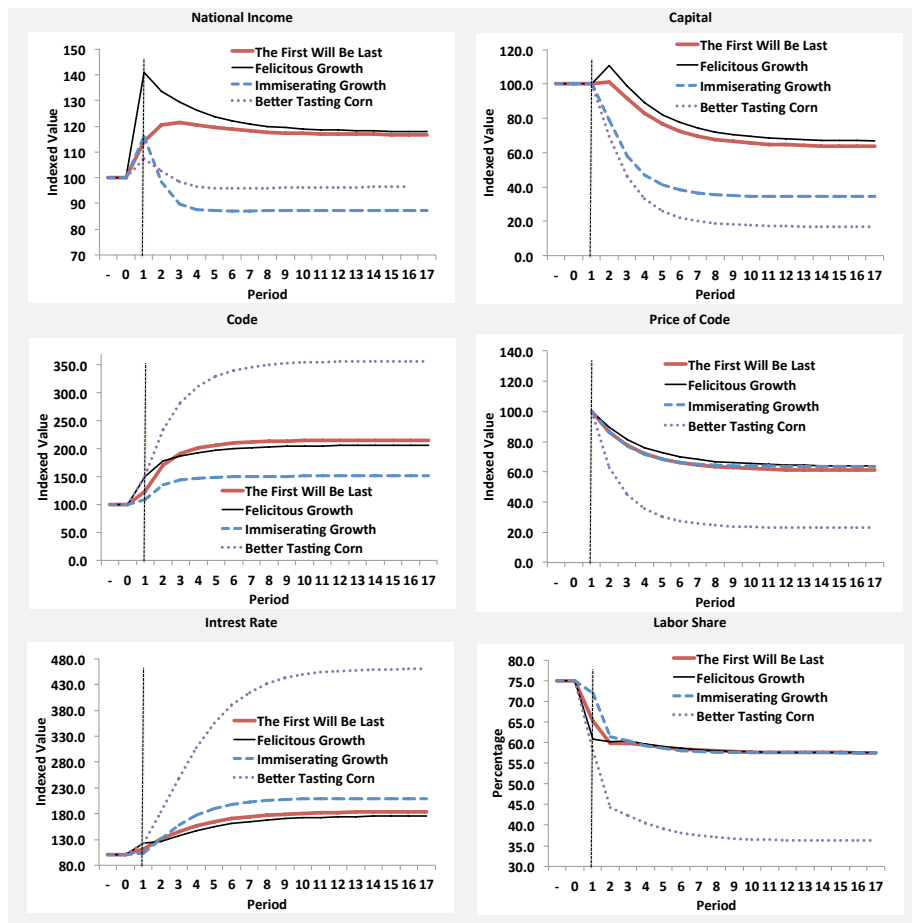 National Income
Indexed Value
150
140
130
120
110
100
90
80
70
- 0 1 2 3 4 5 6 7 8 9 10 11 12 13 14 15 16 17
Period
The First Will Be Last
Felicitous Growth
Immiserating Growth
Better Tasting Corn
Capital
Indexed Value
120.0
100.0
80.0
60.0
40.0
20.0
0.0
- 0 1 2 3 4 5 6 7 8 9 10 11 12 13 14 15 16 17
Period
The First Will Be Last
Felicitous Growth
Immiserating Growth
Better Tasting Corn
Code
Indexed Value
350.0
300.0
250.0
200.0
150.0
100.0
50.0
0.0
- 0 1 2 3 4 5 6 7 8 9 10 11 12 13 14 15 16 17
Period
The First Will Be Last
Felicitous Growth
Immiserating Growth
Better Tasting Corn
Price of Code
Indexed Value
140.0
120.0
100.0
80.0
60.0
40.0
20.0
0.0
- 0 1 2 3 4 5 6 7 8 9 10 11 12 13 14 15 16 17
Period
The First Will Be Last
Felicitous Growth
Immiserating Growth
Better Tasting Corn
Intrest Rate
Indexed Value
480.0
430.0
380.0
330.0
280.0
230.0
180.0
130.0
80.0
- 0 1 2 3 4 5 6 7 8 9 10 11 12 13 14 15 16 17
Period
The First Will Be Last
Felicitous Growth
Immiserating Growth
Better Tasting Corn
Labor Share
Percentage
75.0
70.0
65.0
60.0
55.0
50.0
45.0
40.0
35.0
30.0
- 0 1 2 3 4 5 6 7 8 9 10 11 12 13 14 15 16 17
Period
The First Will Be Last
Felicitous Growth
Immiserating Growth
Better Tasting Corn